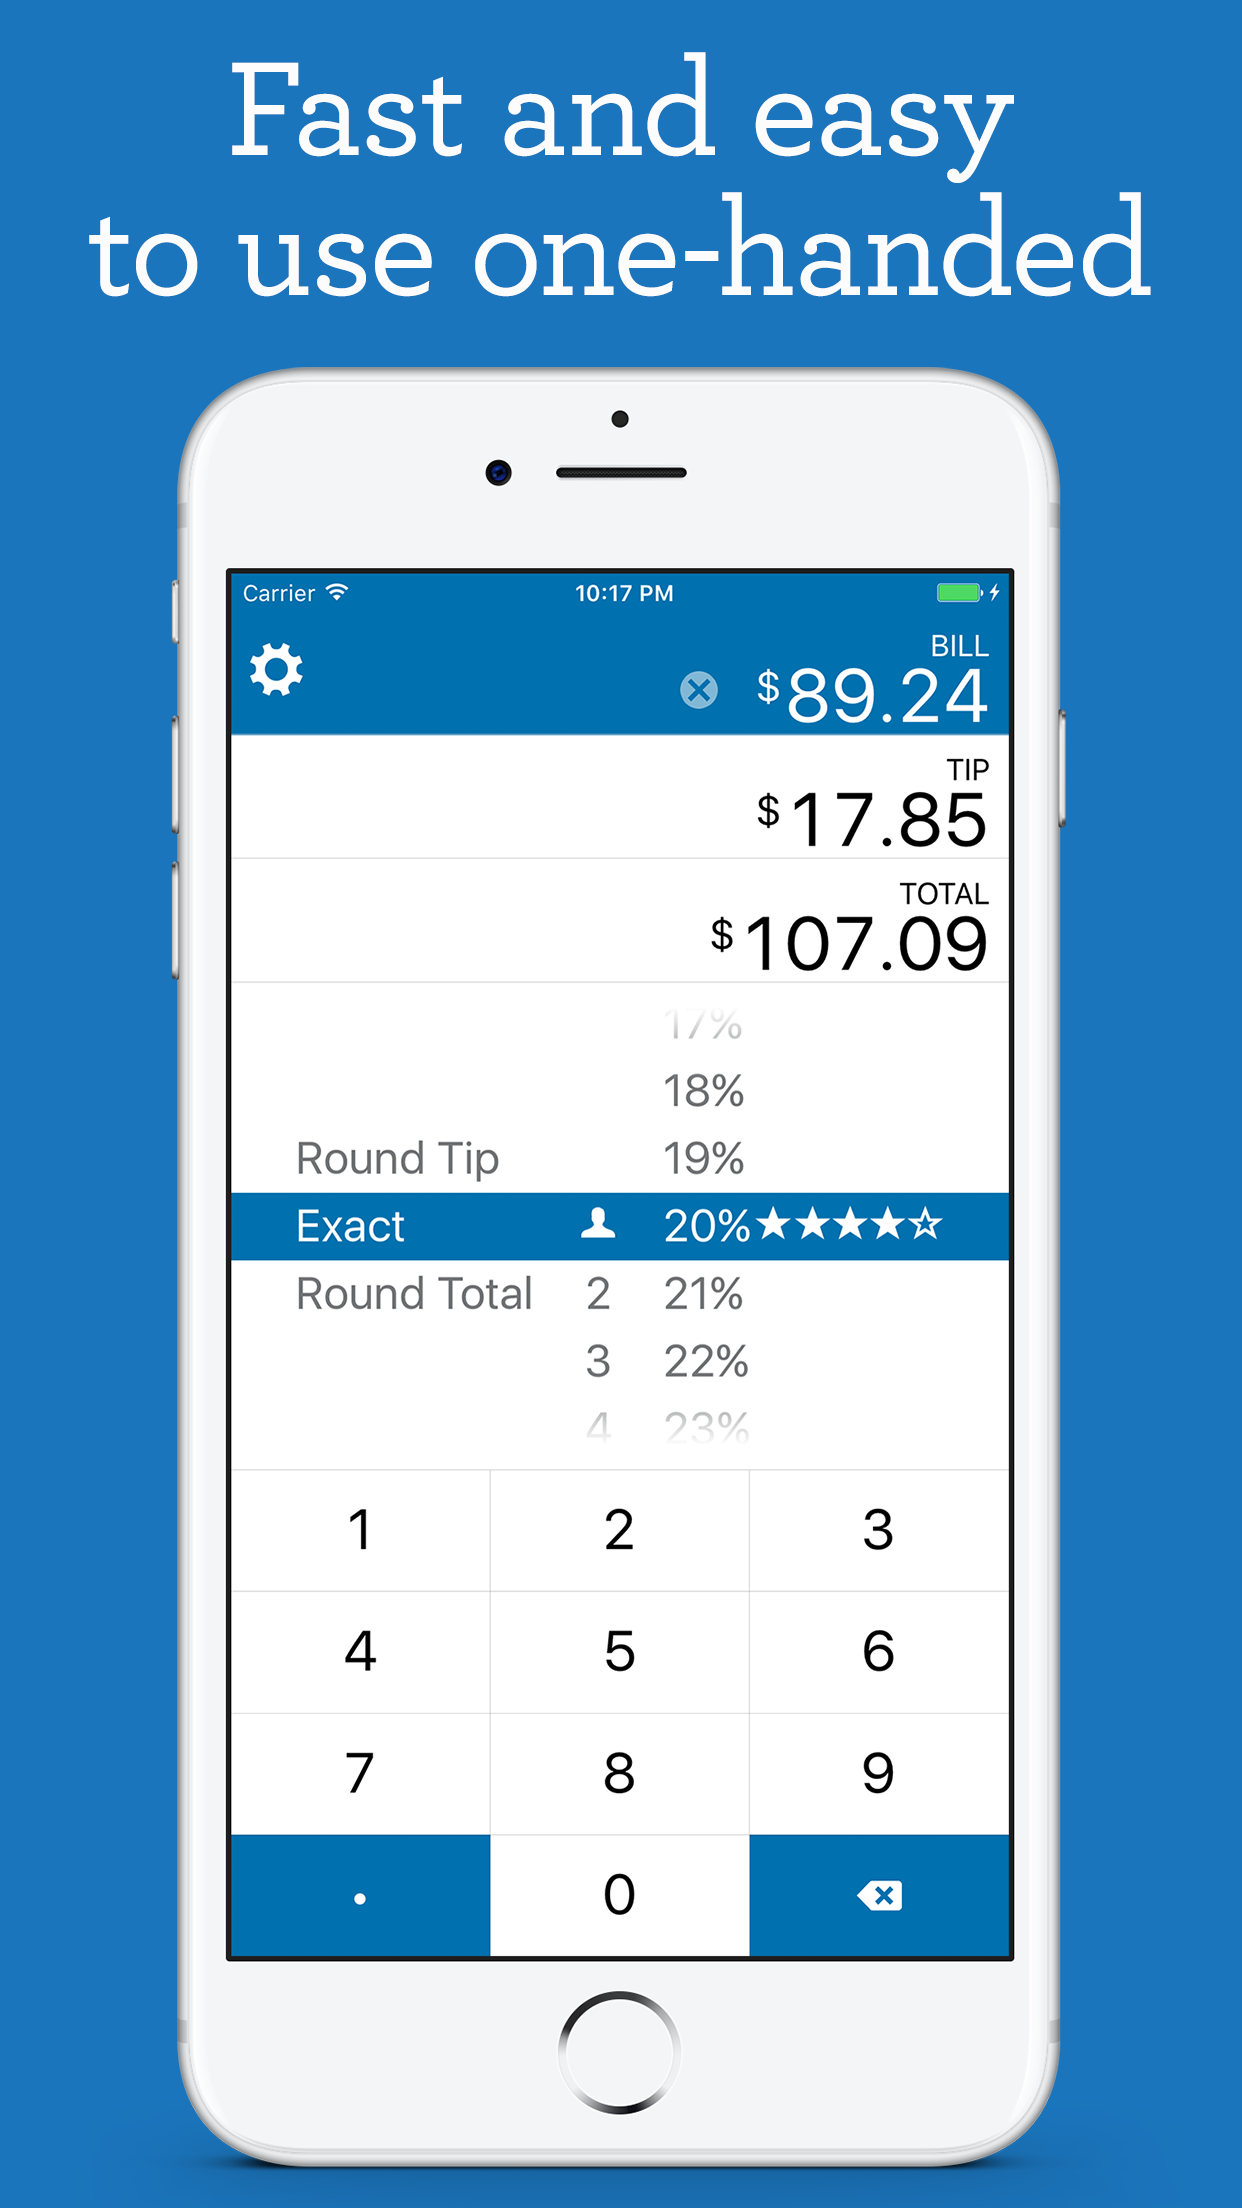 Fast and easy
to use one-handed
Carrier 10:17 PM
BILL
$89.24
TIP
$17.85
TOTAL
$107.09
17%
18%
Round Tip 19%
Exact 20%★★★★☆
Round Total 2 21%
3 22%
4 23%
1 2 3
4 5 6
7 8 9
. 0